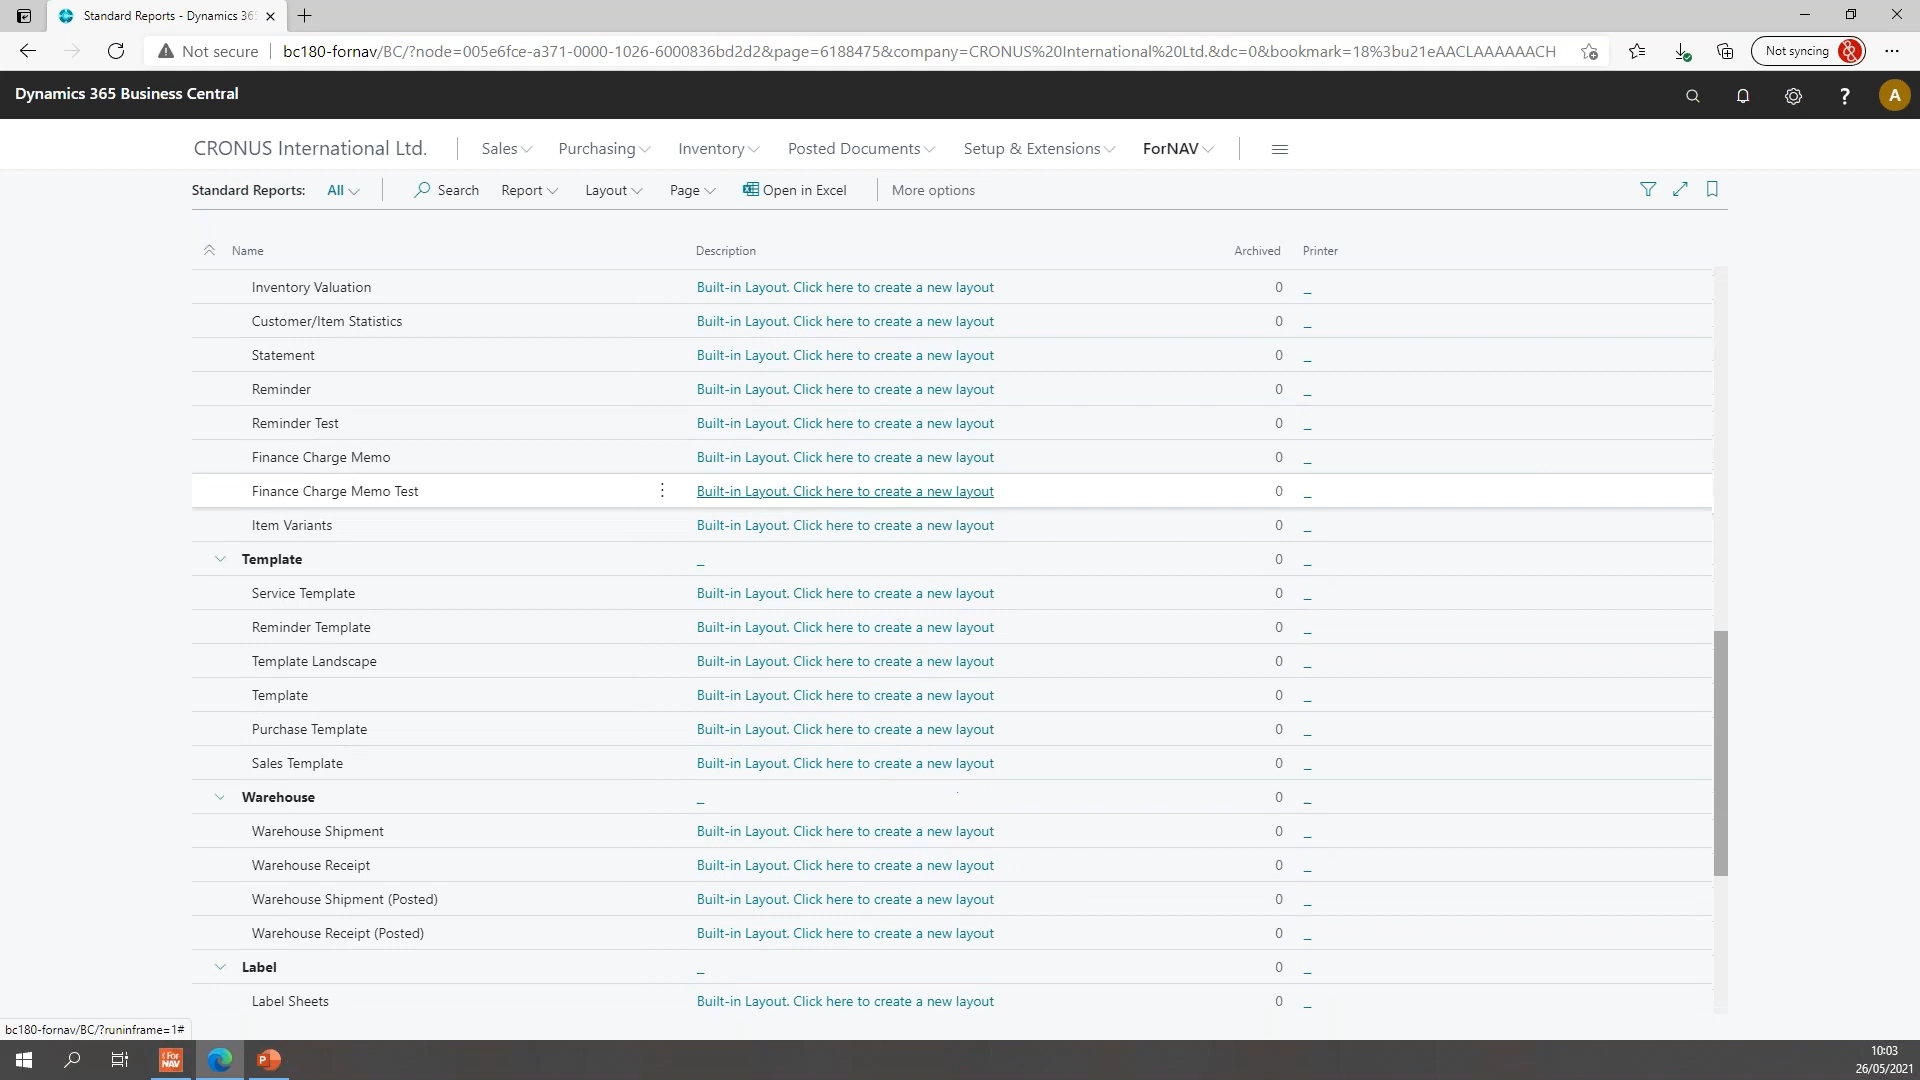 Standard Reports - Dynamics 36
Not secure
bc180-fornav/BC/?node=005e6fce-a371-0000-1026-6000836bd2d2&page=6188475&company=CRONUS%20International%20Ltd.&dc=0&bookmark=18%3bu21eAACLAAAAAACH
Not syncing
Dynamics 365 Business Central
? A
CRONUS International Ltd. Sales Purchasing Inventory Posted Documents Setup & Extensions ForNAV
Standard Reports: All Search Report Layout Page Open in Excel More options
Name Description Archived Printer
Inventory Valuation Built-in Layout. Click here to create a new layout 0 _
Customer/Item Statistics Built-in Layout. Click here to create a new layout 0 _
Statement Built-in Layout. Click here to create a new layout 0 _
Reminder Built-in Layout. Click here to create a new layout 0 _
Reminder Test Built-in Layout. Click here to create a new layout 0 _
Finance Charge Memo Built-in Layout. Click here to create a new layout 0 _
Finance Charge Memo Test Built-in Layout. Click here to create a new layout 0 _
Item Variants Built-in Layout. Click here to create a new layout 0 _
Template _ 0 _
Service Template Built-in Layout. Click here to create a new layout 0 _
Reminder Template Built-in Layout. Click here to create a new layout 0 _
Template Landscape Built-in Layout. Click here to create a new layout 0 _
Template Built-in Layout. Click here to create a new layout 0 _
Purchase Template Built-in Layout. Click here to create a new layout 0 _
Sales Template Built-in Layout. Click here to create a new layout 0 _
Warehouse _ 0 _
Warehouse Shipment Built-in Layout. Click here to create a new layout 0 _
Warehouse Receipt Built-in Layout. Click here to create a new layout 0 _
Warehouse Shipment (Posted) Built-in Layout. Click here to create a new layout 0 _
Warehouse Receipt (Posted) Built-in Layout. Click here to create a new layout 0 _
Label _ 0 _
Label Sheets Built-in Layout. Click here to create a new layout 0 _
bc180-fornav/BC/?runinframe=1#
For
NAV
P
10:03
26/05/2021